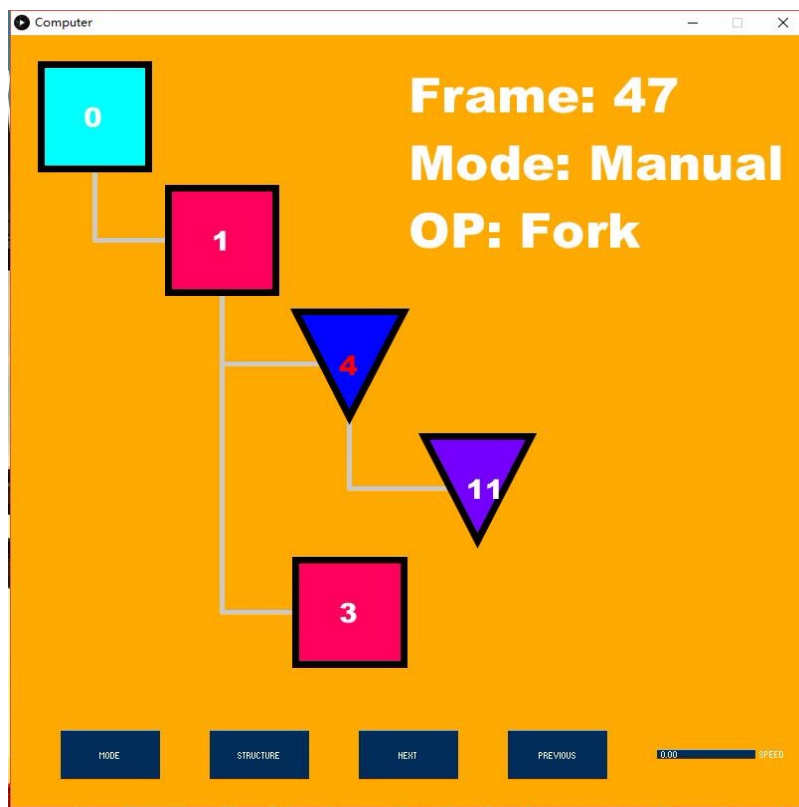 Computer
Frame: 47
Mode: Manual
OP: Fork
0
1
4
11
3
MODE
STRUCTURE
NEXT
PREVIOUS
0.00
SPEED